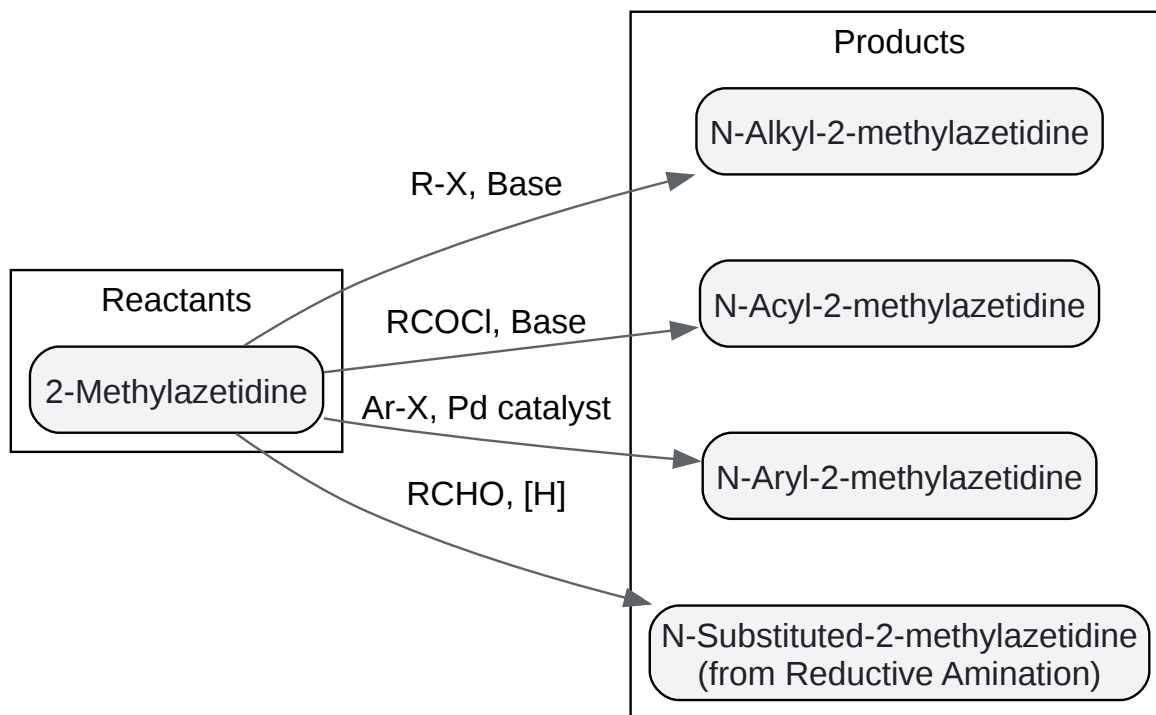 Products
N-Alkyl-2-methylazetidine
R-X, Base
Reactants
2-Methylazetidine
RCOCl, Base
N-Acyl-2-methylazetidine
Ar-X, Pd catalyst
N-Aryl-2-methylazetidine
RCHO, [H]
N-Substituted-2-methylazetidine
(from Reductive Amination)